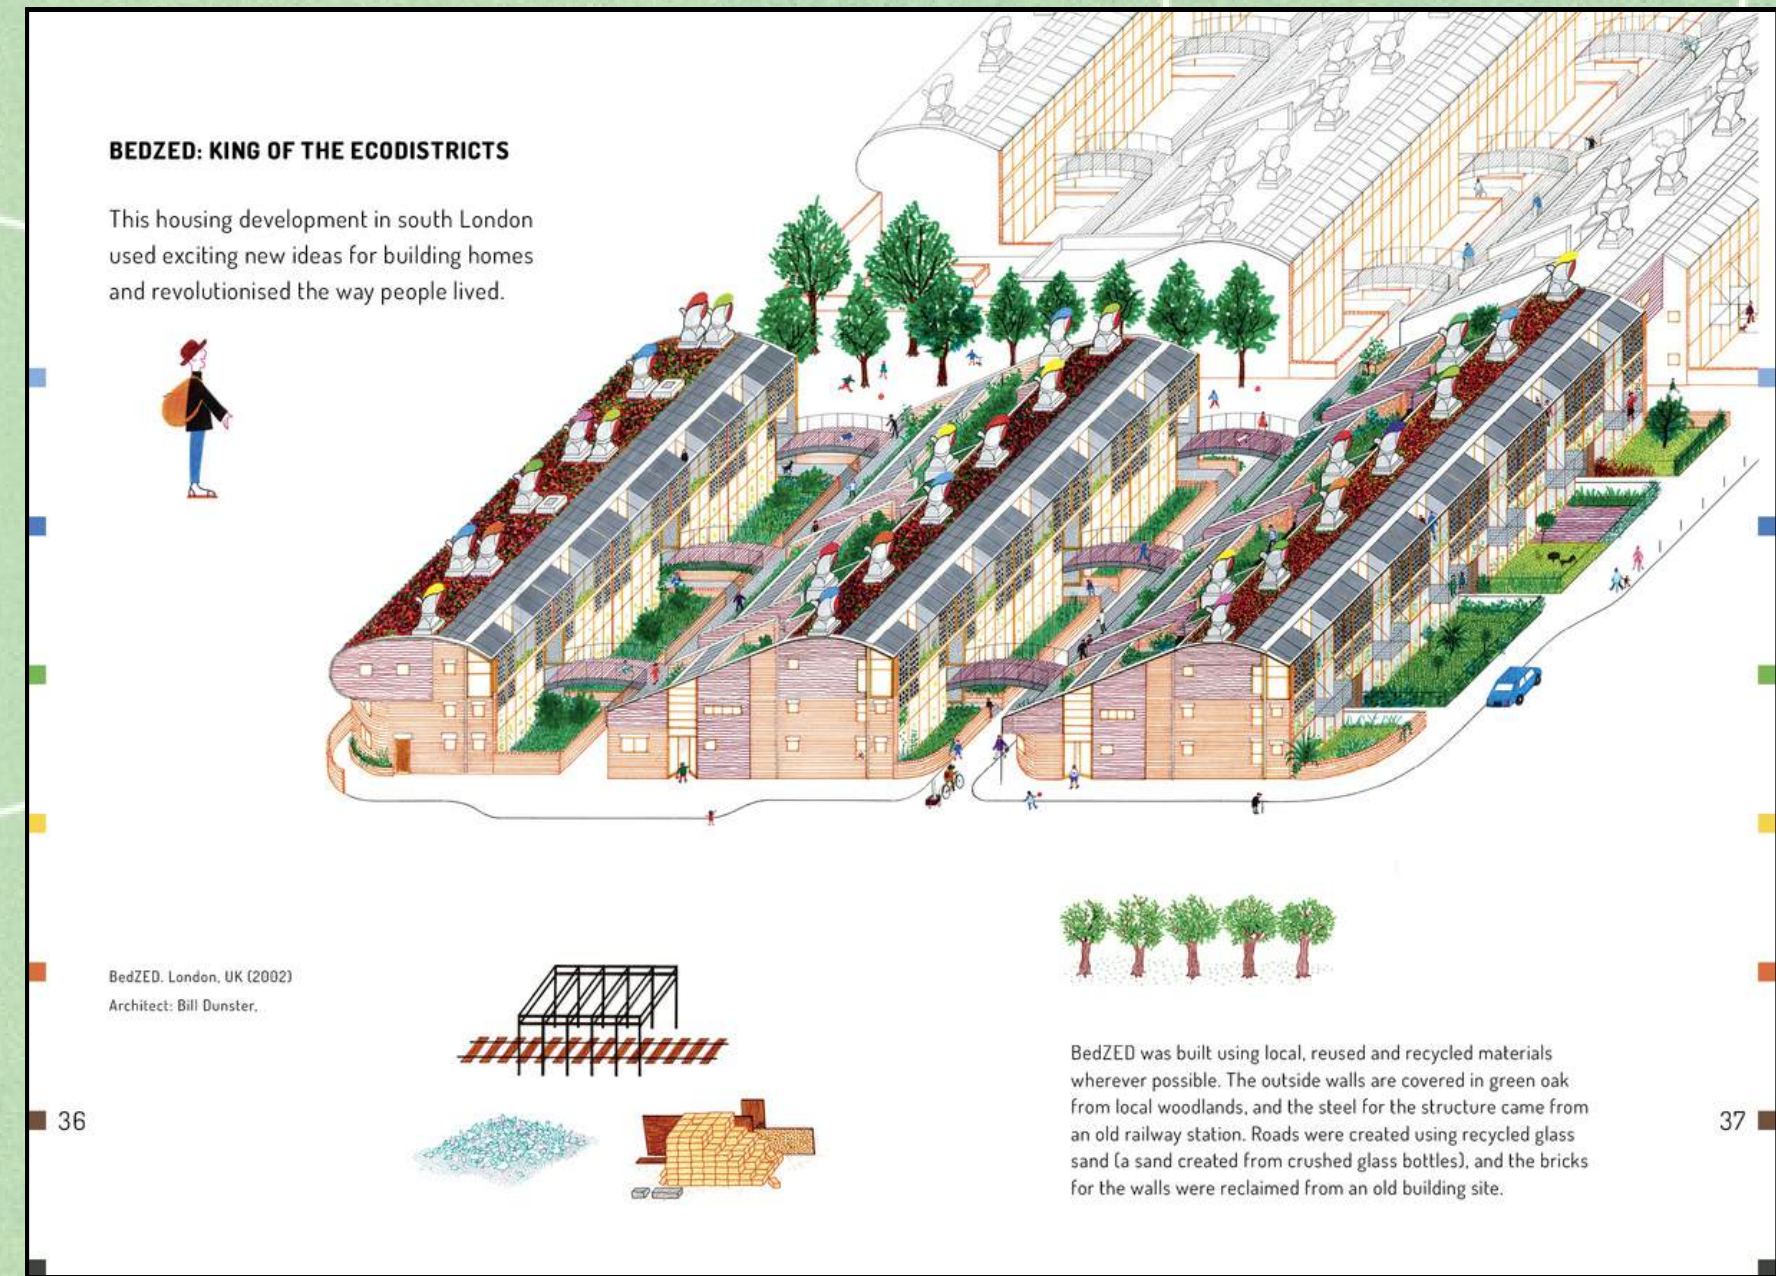 BEDZED: KING OF THE ECODISTRICTS
This housing development in south London
used exciting new ideas for building homes
and revolutionised the way people lived.
BedZED. London, UK (2002)
Architect: Bill Dunster.
36
BedZED was built using local, reused and recycled materials
wherever possible. The outside walls are covered in green oak
from local woodlands, and the steel for the structure came from
an old railway station. Roads were created using recycled glass
sand (a sand created from crushed glass bottles), and the bricks
for the walls were reclaimed from an old building site.
37